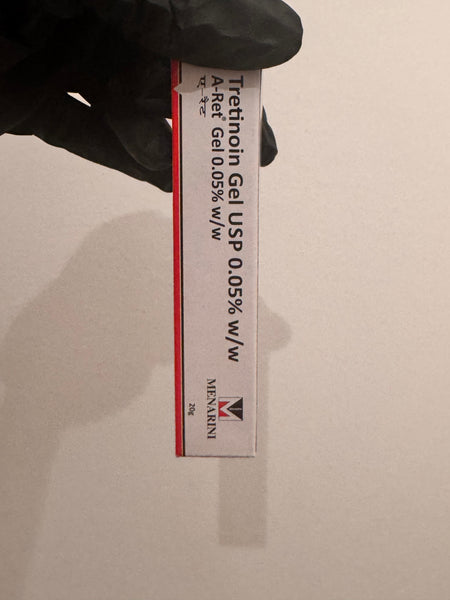 Tretinoin Gel USP 0.05% w/w
A-Ret® Gel 0.05% w/w
ए-रैट
MENARINI
20g